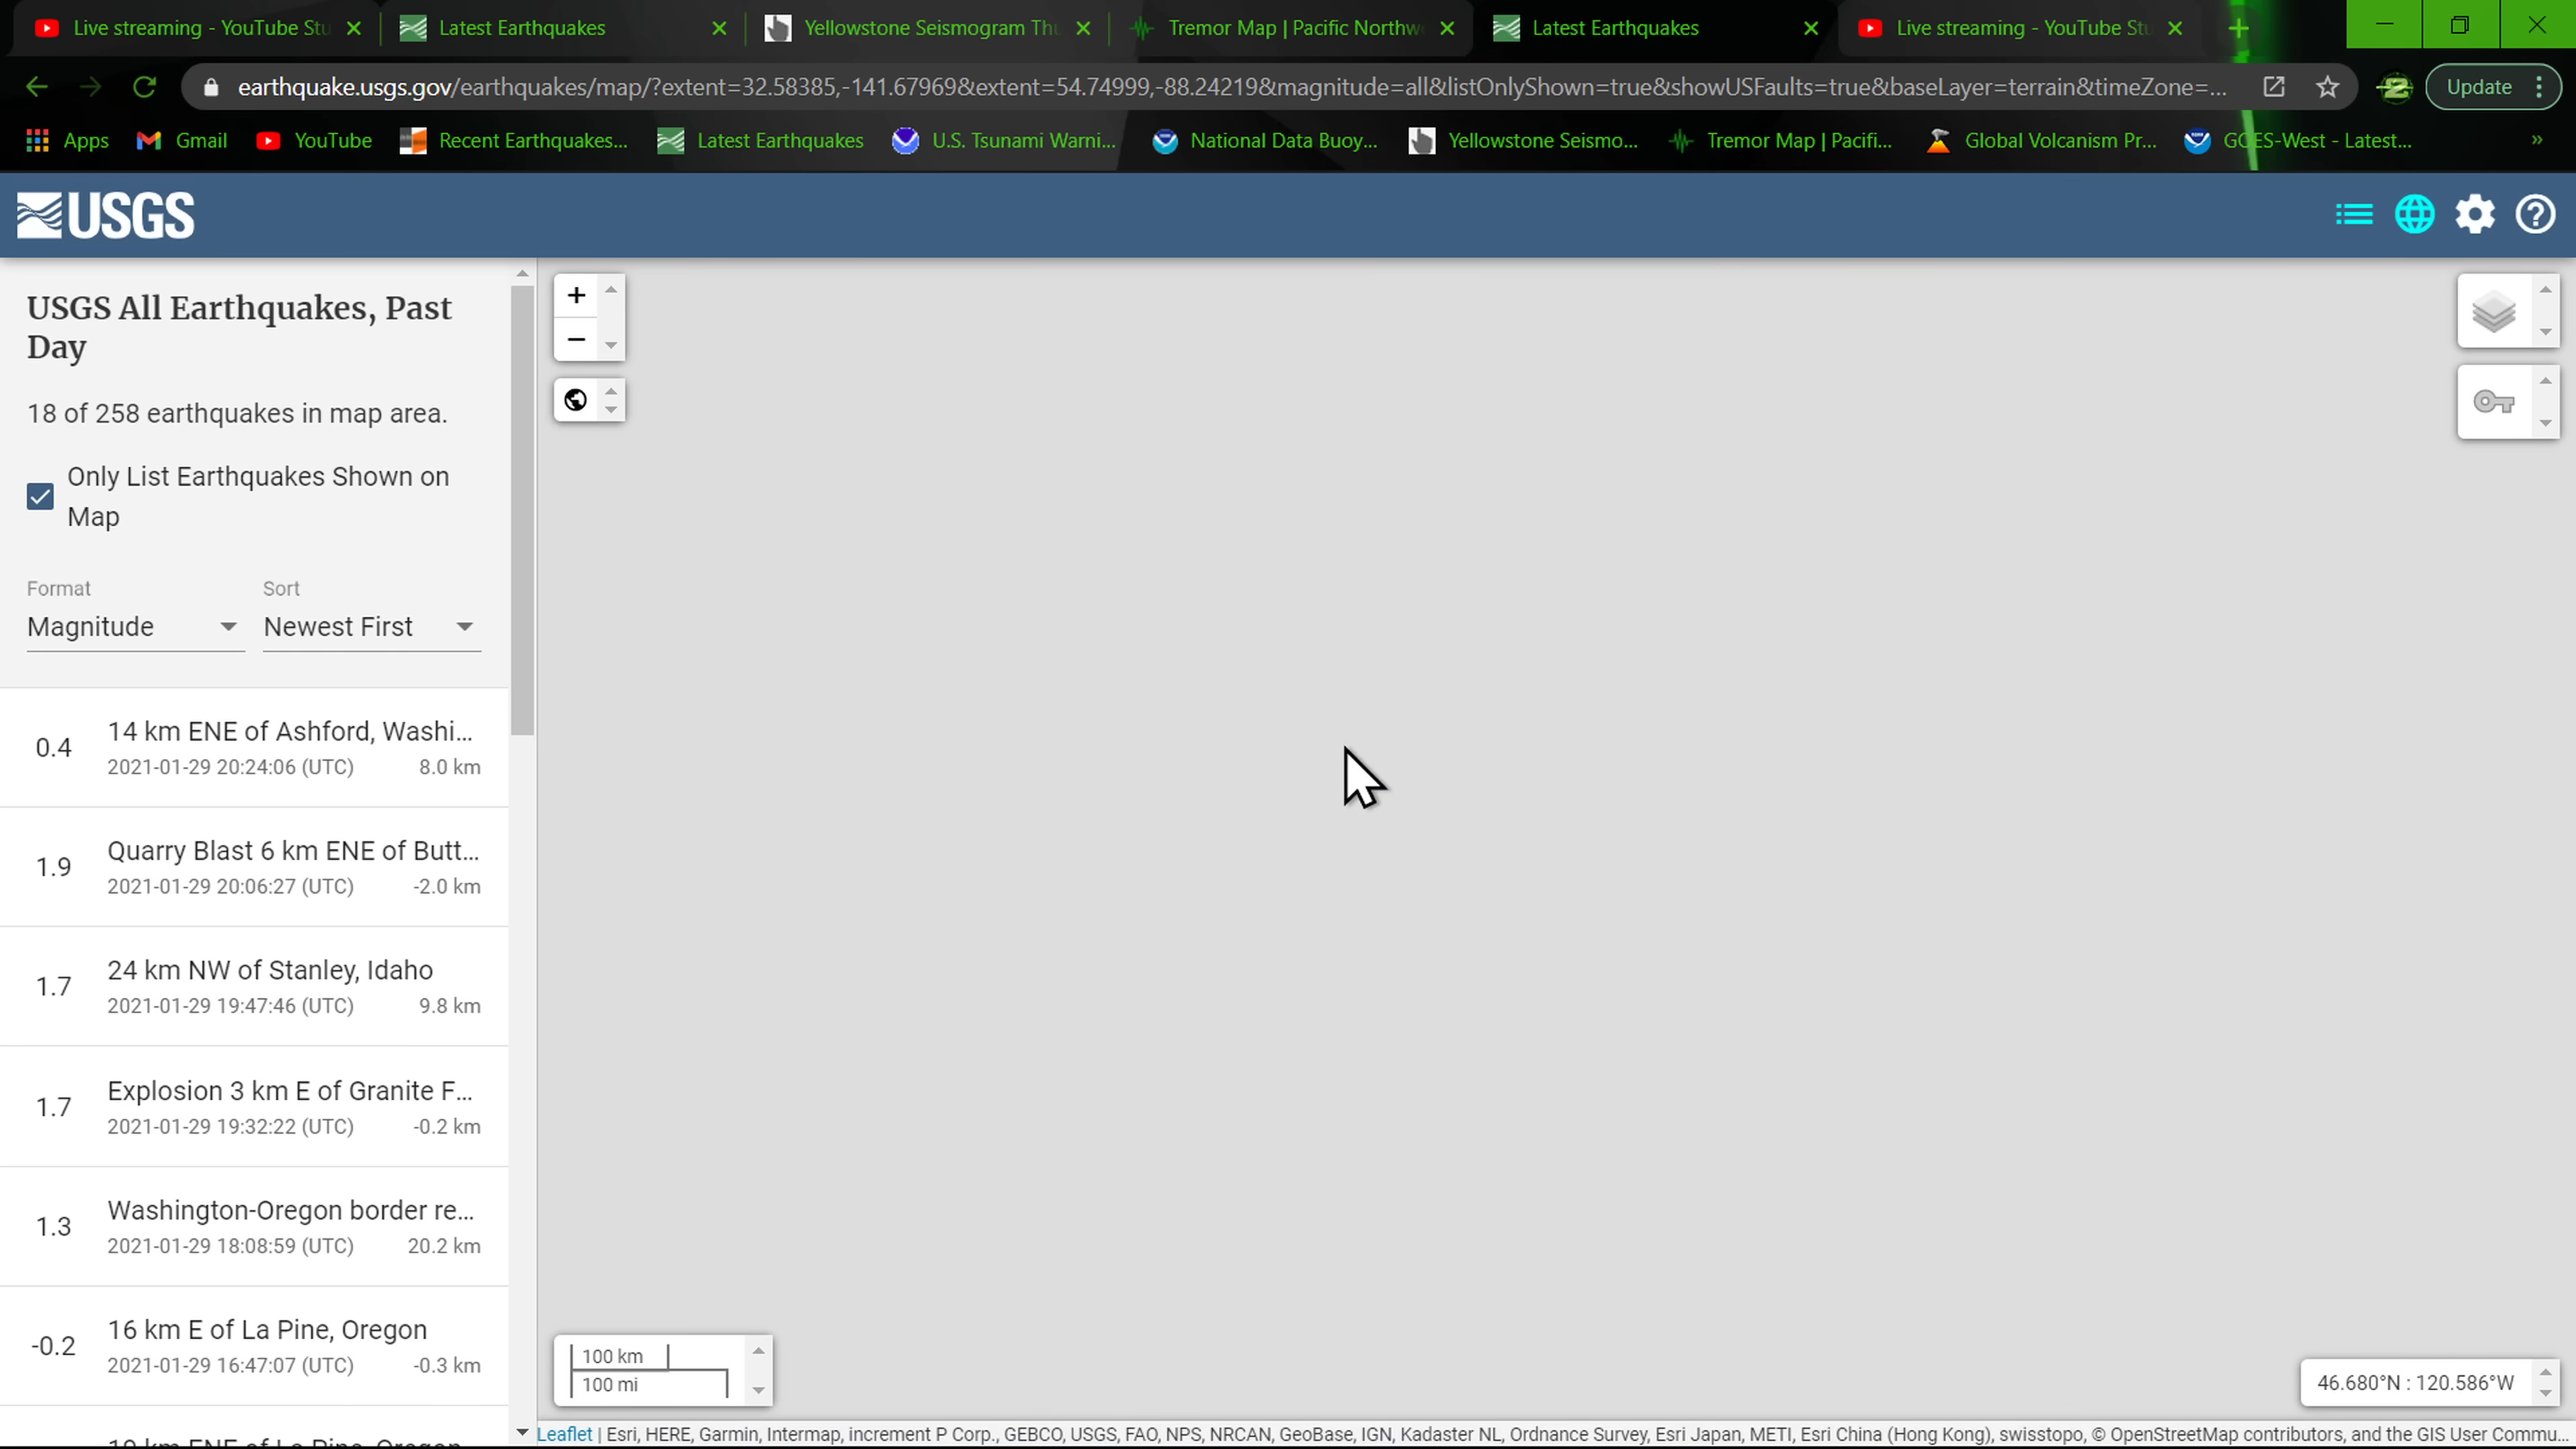 Live streaming - YouTube Stu
Latest Earthquakes
Yellowstone Seismogram Thu
Tremor Map | Pacific Northwe
Latest Earthquakes
Live streaming - YouTube Stu
earthquake.usgs.gov/earthquakes/map/?extent=32.58385,-141.67969&extent=54.74999,-88.24219&magnitude=all&listOnlyShown=true&showUSFaults=true&baseLayer=terrain&timeZone=...
Update
Apps
Gmail
YouTube
Recent Earthquakes...
Latest Earthquakes
U.S. Tsunami Warni...
National Data Buoy...
Yellowstone Seismo...
Tremor Map | Pacifi...
Global Volcanism Pr...
GOES-West - Latest...
USGS
USGS All Earthquakes, Past
Day
18 of 258 earthquakes in map area.
Only List Earthquakes Shown on
Map
Format
Sort
Magnitude
Newest First
0.4
14 km ENE of Ashford, Washi...
2021-01-29 20:24:06 (UTC)
8.0 km
1.9
Quarry Blast 6 km ENE of Butt...
2021-01-29 20:06:27 (UTC)
-2.0 km
1.7
24 km NW of Stanley, Idaho
2021-01-29 19:47:46 (UTC)
9.8 km
1.7
Explosion 3 km E of Granite F...
2021-01-29 19:32:22 (UTC)
-0.2 km
1.3
Washington-Oregon border re...
2021-01-29 18:08:59 (UTC)
20.2 km
-0.2
16 km E of La Pine, Oregon
2021-01-29 16:47:07 (UTC)
-0.3 km
km ENE of La Pine, Oregon
100 km
100 mi
46.680°N : 120.586°W
Leaflet | Esri, HERE, Garmin, Intermap, increment P Corp., GEBCO, USGS, FAO, NPS, NRCAN, GeoBase, IGN, Kadaster NL, Ordnance Survey, Esri Japan, METI, Esri China (Hong Kong), swisstopo, © OpenStreetMap contributors, and the GIS User Commu...